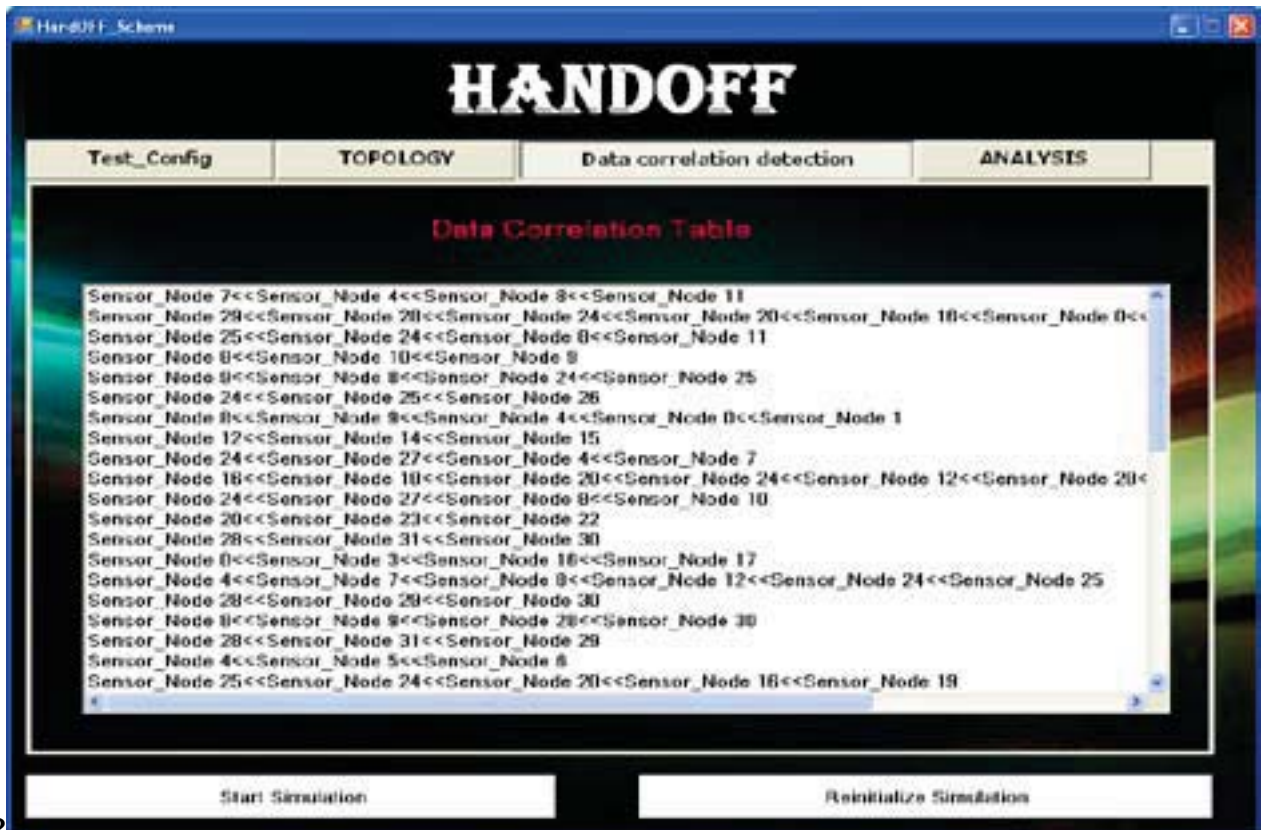 HandOFF_Scheme
HANDOFF
Test_Config TOPOLOGY Data correlation detection ANALYSIS
Data Correlation Table
Sensor_Node 7<<Sensor_Node 4<<Sensor_Node 8<<Sensor_Node 11
Sensor_Node 29<<Sensor_Node 28<<Sensor_Node 24<<Sensor_Node 20<<Sensor_Node 16<<Sensor_Node 0<<
Sensor_Node 25<<Sensor_Node 24<<Sensor_Node 8<<Sensor_Node 11
Sensor_Node 8<<Sensor_Node 10<<Sensor_Node 9
Sensor_Node 9<<Sensor_Node 8<<Sensor_Node 24<<Sensor_Node 25
Sensor_Node 24<<Sensor_Node 25<<Sensor_Node 26
Sensor_Node 8<<Sensor_Node 9<<Sensor_Node 4<<Sensor_Node 0<<Sensor_Node 1
Sensor_Node 12<<Sensor_Node 14<<Sensor_Node 15
Sensor_Node 24<<Sensor_Node 27<<Sensor_Node 4<<Sensor_Node 7
Sensor_Node 16<<Sensor_Node 18<<Sensor_Node 20<<Sensor_Node 24<<Sensor_Node 12<<Sensor_Node 28<
Sensor_Node 24<<Sensor_Node 27<<Sensor_Node 8<<Sensor_Node 10
Sensor_Node 20<<Sensor_Node 23<<Sensor_Node 22
Sensor_Node 28<<Sensor_Node 31<<Sensor_Node 30
Sensor_Node 0<<Sensor_Node 3<<Sensor_Node 16<<Sensor_Node 17
Sensor_Node 4<<Sensor_Node 7<<Sensor_Node 8<<Sensor_Node 12<<Sensor_Node 24<<Sensor_Node 25
Sensor_Node 28<<Sensor_Node 29<<Sensor_Node 30
Sensor_Node 8<<Sensor_Node 9<<Sensor_Node 28<<Sensor_Node 30
Sensor_Node 28<<Sensor_Node 31<<Sensor_Node 29
Sensor_Node 4<<Sensor_Node 5<<Sensor_Node 6
Sensor_Node 25<<Sensor_Node 24<<Sensor_Node 20<<Sensor_Node 16<<Sensor_Node 19
Start Simulation Reinitialize Simulation